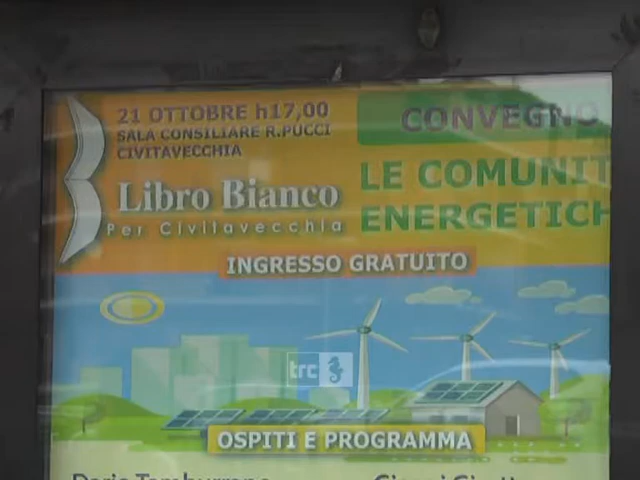 21 OTTOBRE h17,00
SALA CONSILIARE R.PUCCI
CIVITAVECCHIA
Libro Bianco
Per Civitavecchia
CONVEGNO
LE COMUNIT
ENERGETICH
INGRESSO GRATUITO
trc
OSPITI E PROGRAMMA